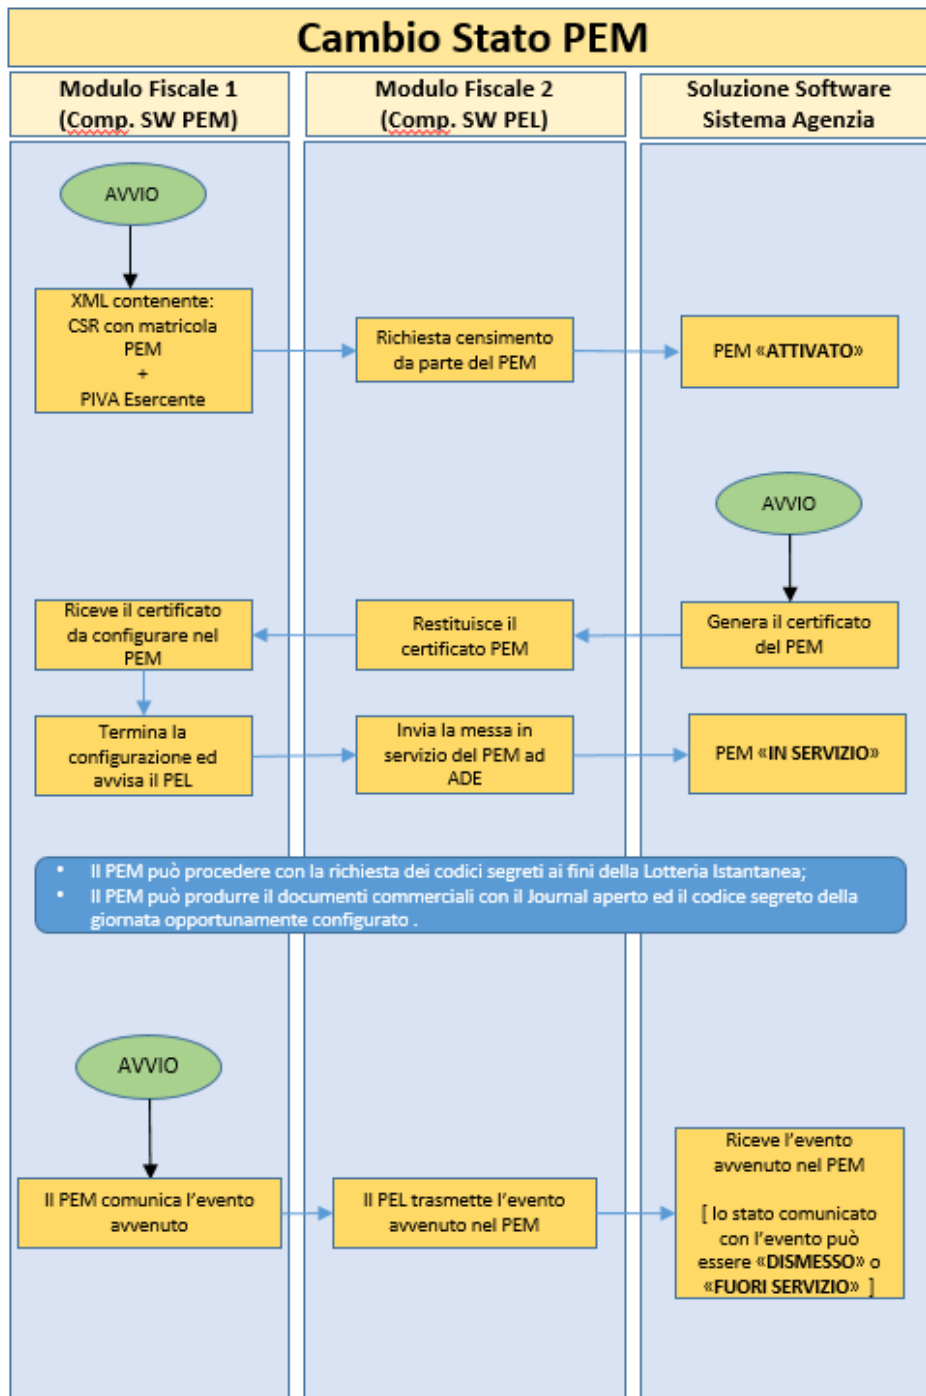 Cambio Stato PEM
Modulo Fiscale 1
(Comp. SW PEM)
Modulo Fiscale 2
(Comp. SW PEL)
Soluzione Software
Sistema Agenzia
AVVIO
XML contenente:
CSR con matricola
PEM
+
PIVA Esercente
Richiesta censimento
da parte del PEM
PEM «ATTIVATO»
AVVIO
Genera il certificato
del PEM
Restituisce il
certificato PEM
Riceve il certificato
da configurare nel
PEM
Termina la
configurazione ed
avvisa il PEL
Invia la messa in
servizio del PEM ad
ADE
PEM «IN SERVIZIO»
• Il PEM può procedere con la richiesta dei codici segreti ai fini della Lotteria Istantanea;
• Il PEM può produrre il documenti commerciali con il Journal aperto ed il codice segreto della
giornata opportunamente configurato .
AVVIO
Il PEM comunica l'evento
avvenuto
Il PEL trasmette l'evento
avvenuto nel PEM
Riceve l'evento
avvenuto nel PEM
[ lo stato comunicato
con l'evento può
essere «DISMESSO» o
«FUORI SERVIZIO» ]